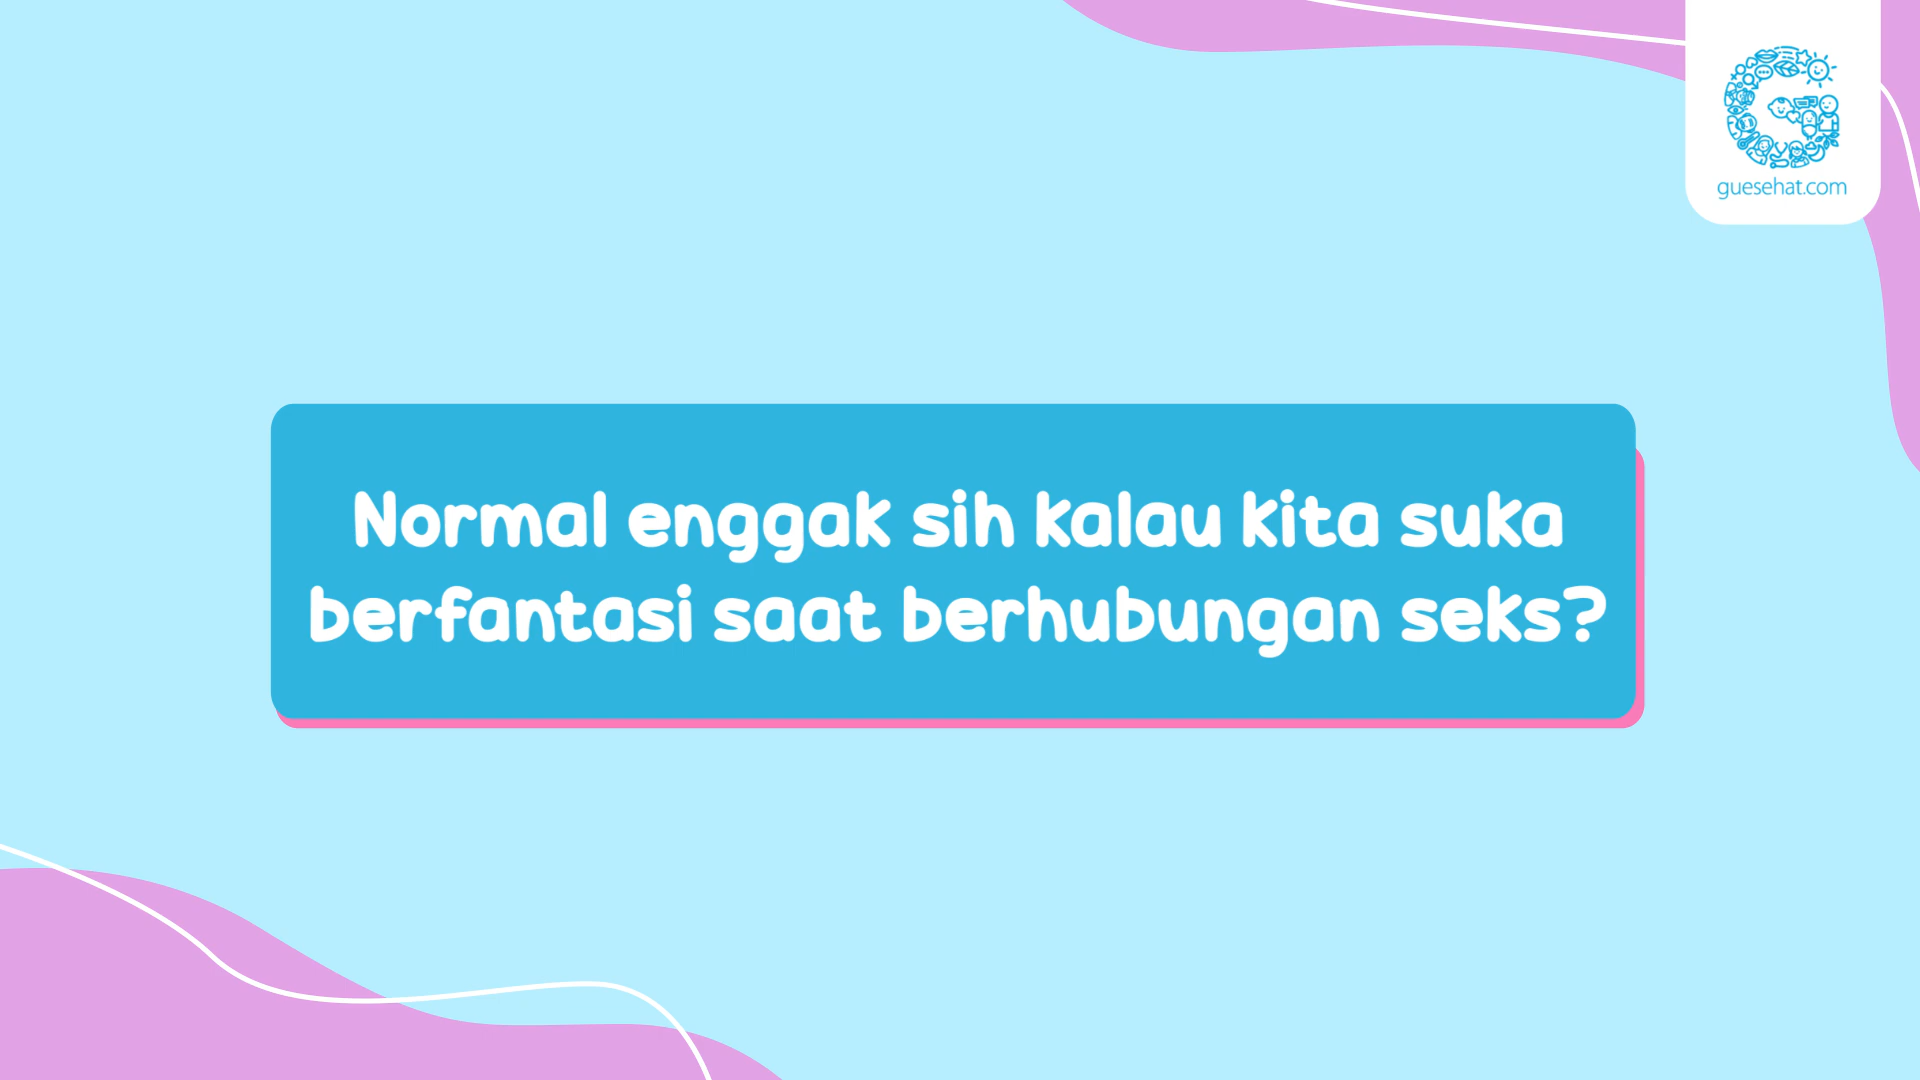 guesehat.com
Normal enggak sih kalau kita suka
berfantasi saat berhubungan seks?